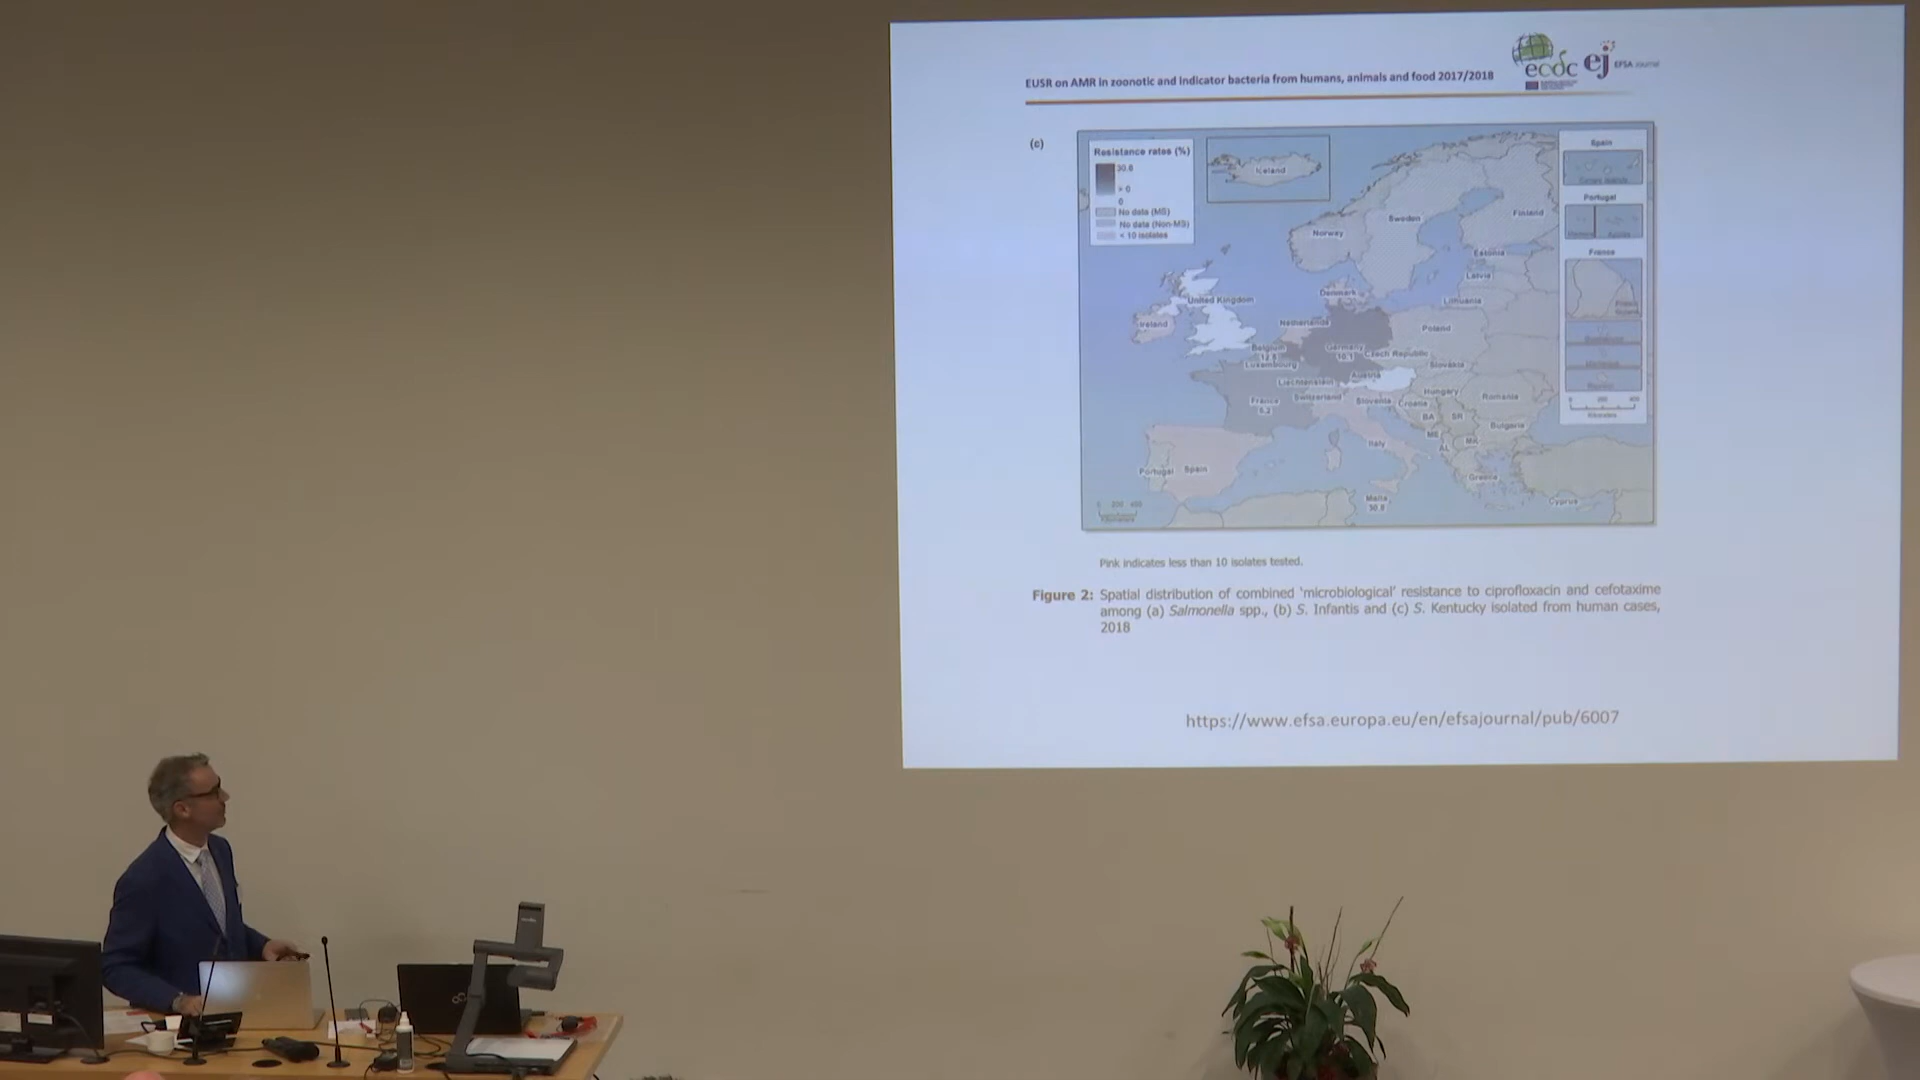 EUSR on AMR in zoonotic and indicator bacteria from humans, animals and food 2017/2018
ecdc
ej EFSA Journal
(c)
Resistance rates (%)
30.8
> 0
0
No data (MS)
No data (Non-MS)
< 10 isolates
Iceland
Spain
Canary Islands
Portugal
Azores
France
Norway
Sweden
Finland
Estonia
Latvia
Lithuania
Denmark
United Kingdom
Ireland
Netherlands
Poland
Belgium
12.5
Germany
Luxembourg
Czech Republic
Slovakia
Liechtenstein
Austria
Switzerland
Hungary
France
5.2
Slovenia
Croatia
Romania
BA
SR
Bulgaria
ME
MK
AL
Italy
Portugal
Spain
Greece
Malta
30.8
Cyprus
Pink indicates less than 10 isolates tested.
Figure 2: Spatial distribution of combined 'microbiological' resistance to ciprofloxacin and cefotaxime
among (a) Salmonella spp., (b) S. Infantis and (c) S. Kentucky isolated from human cases,
2018
https://www.efsa.europa.eu/en/efsajournal/pub/6007